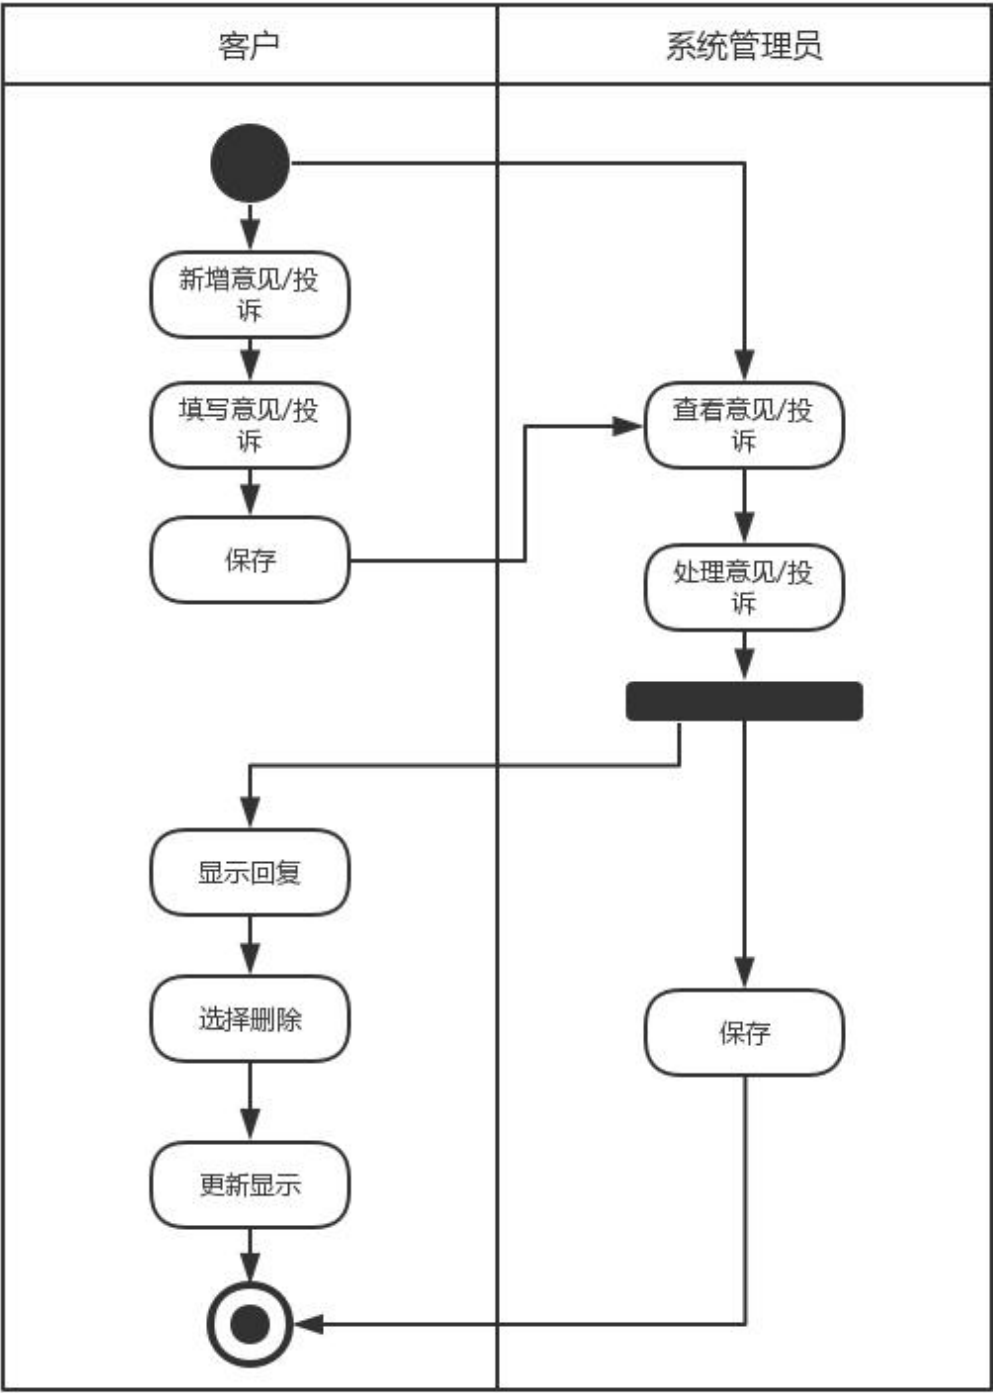 客户
系统管理员
新增意见/投
诉
填写意见/投
诉
保存
查看意见/投
诉
处理意见/投
诉
显示回复
选择删除
更新显示
保存